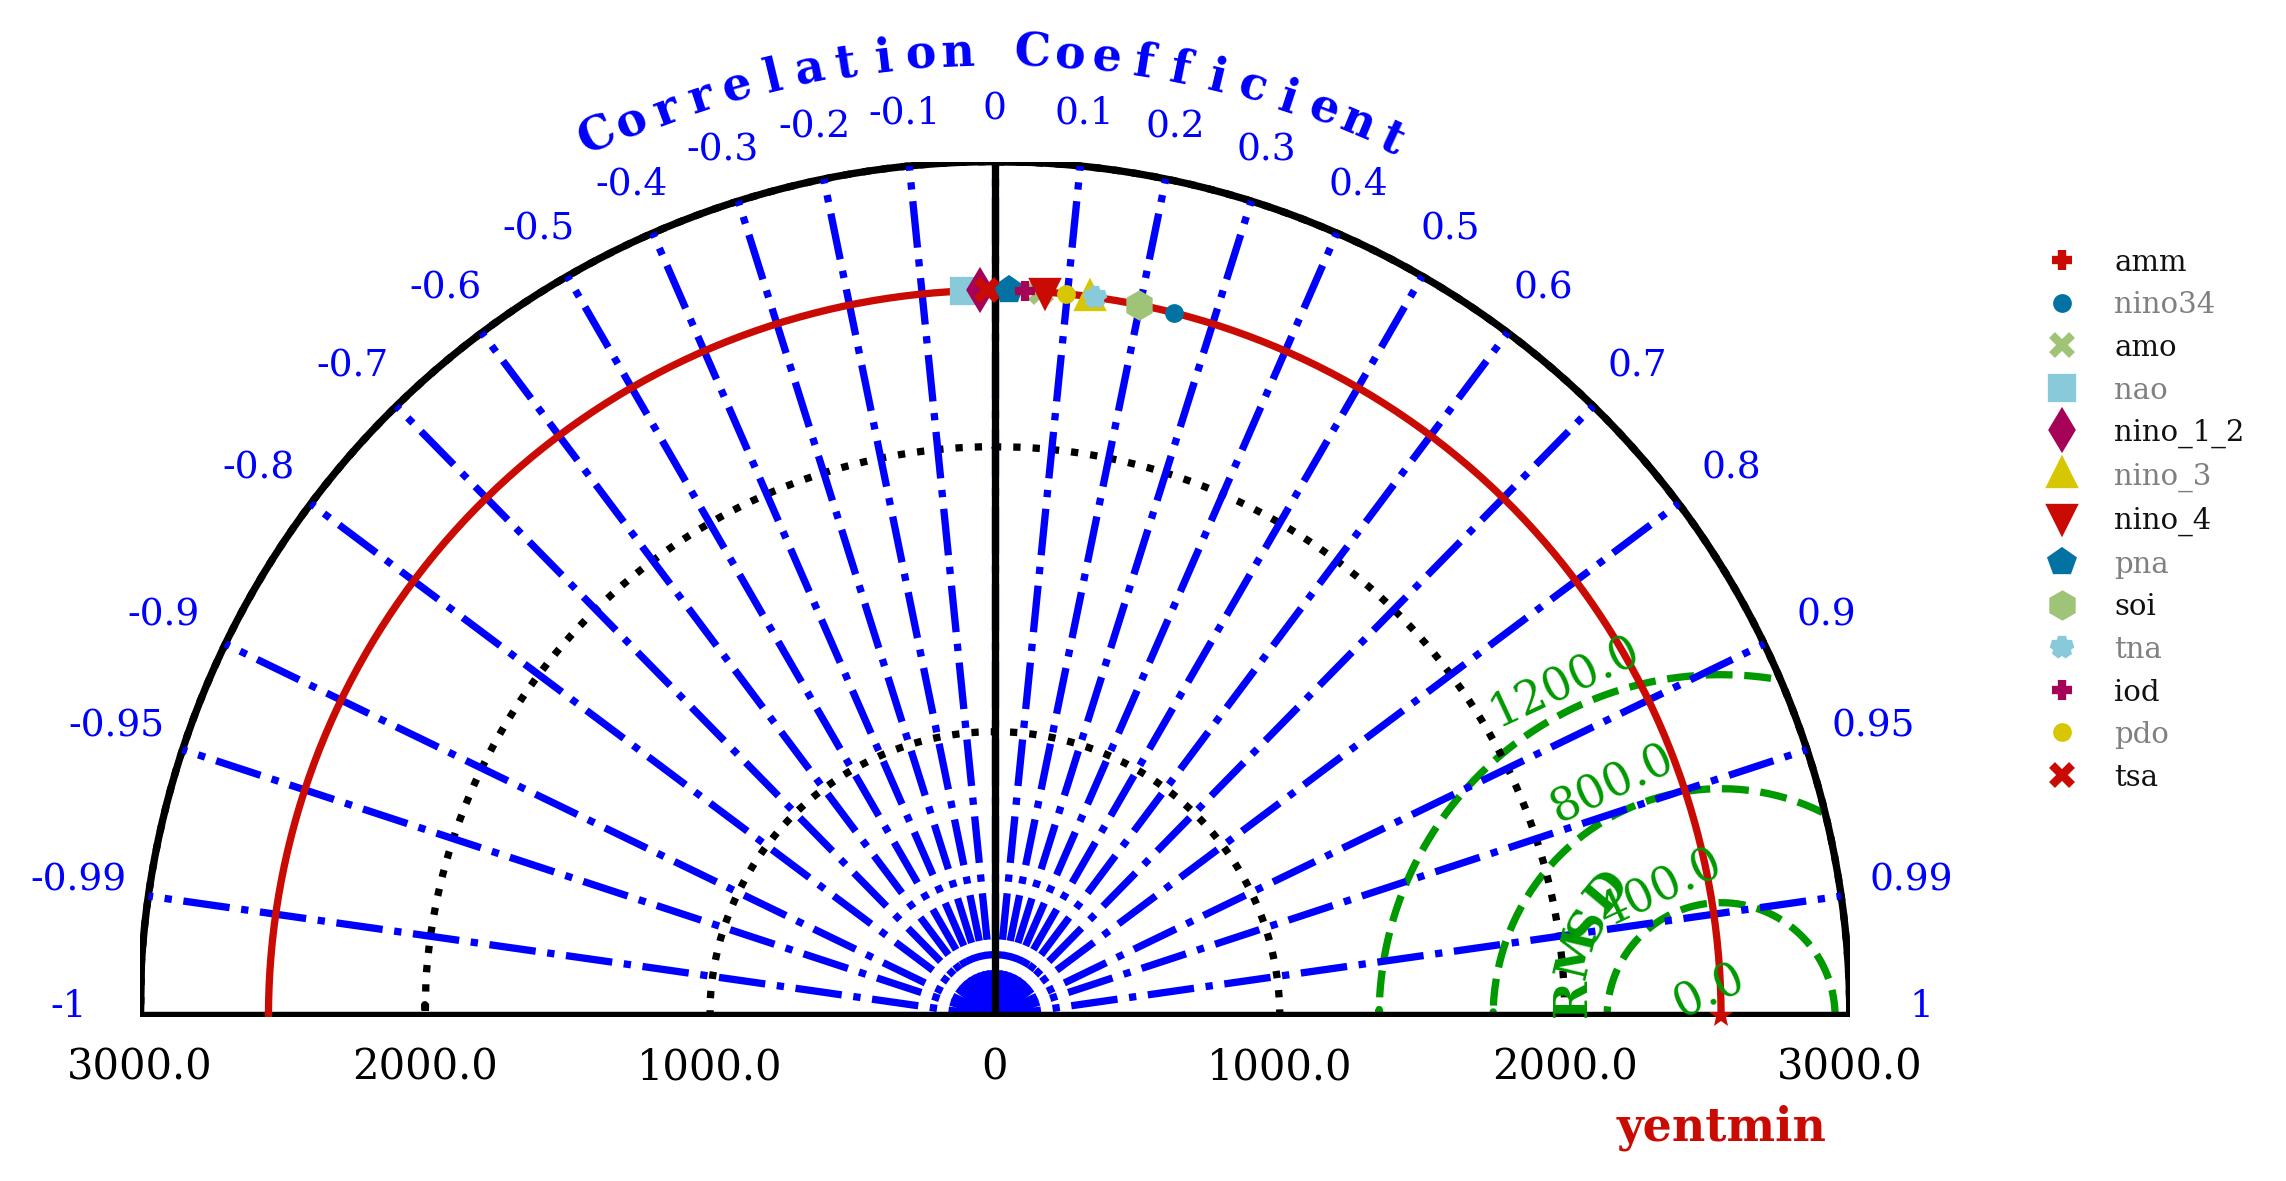 Correlation Coefficient
-1
-0.99
-0.95
-0.9
-0.8
-0.7
-0.6
-0.5
-0.4
-0.3
-0.2
-0.1
0
0.1
0.2
0.3
0.4
0.5
0.6
0.7
0.8
0.9
0.95
0.99
1
1200.0
800.0
400.0
0.0
RMSD
3000.0 2000.0 1000.0 0 1000.0 2000.0 3000.0
yentmin
amm
nino34
amo
nao
nino_1_2
nino_3
nino_4
pna
soi
tna
iod
pdo
tsa